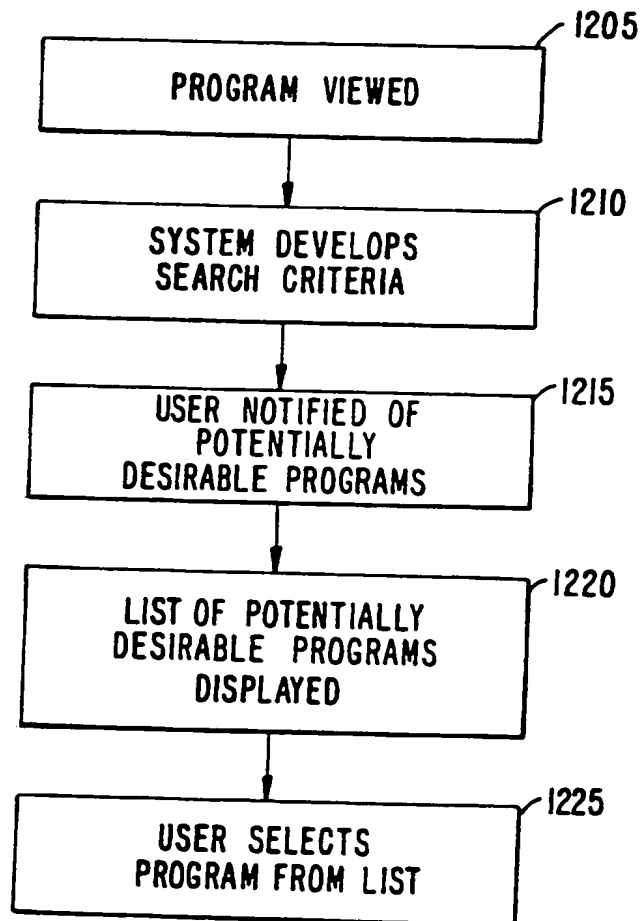 1205
PROGRAM VIEWED
1210
SYSTEM DEVELOPS
SEARCH CRITERIA
1215
USER NOTIFIED OF
POTENTIALLY
DESIRABLE PROGRAMS
1220
LIST OF POTENTIALLY
DESIRABLE PROGRAMS
DISPLAYED
1225
USER SELECTS
PROGRAM FROM LIST